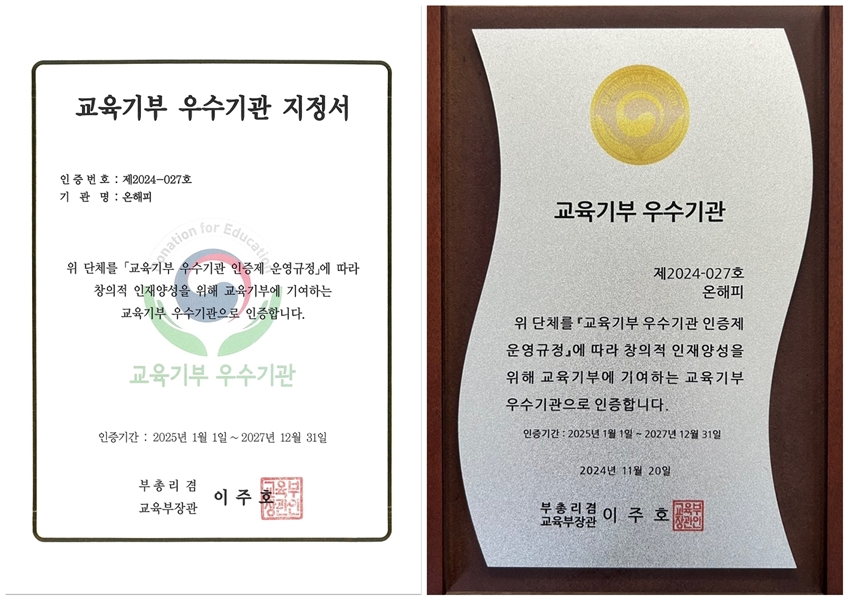 교육기부 우수기관 지정서
인증번호 : 제2024-027호
기 관 명 : 온해피
Donation for Education
위 단체를 「교육기부 우수기관 인증제 운영규정」에 따라
창의적 인재양성을 위해 교육기부에 기여하는
교육기부 우수기관으로 인증합니다.
교육기부 우수기관
인증기간 : 2025년 1월 1일 ~ 2027년 12월 31일
부총리 겸
교육부장관 이 주 호
교육부
장관인
Donation for Education
교육기부 우수기관
제2024-027호
온해피
위 단체를 『교육기부 우수기관 인증제
운영규정』에 따라 창의적 인재양성을
위해 교육기부에 기여하는 교육기부
우수기관으로 인증합니다.
인증기간 : 2025년 1월 1일 ~ 2027년 12월 31일
2024년 11월 20일
부총리 겸
교육부장관 이 주 호
교육부
장관인